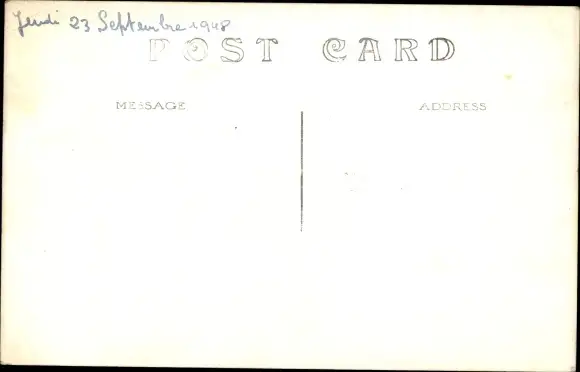 Jeudi 23 Septembre 1948
POST CARD
MESSAGE
ADDRESS